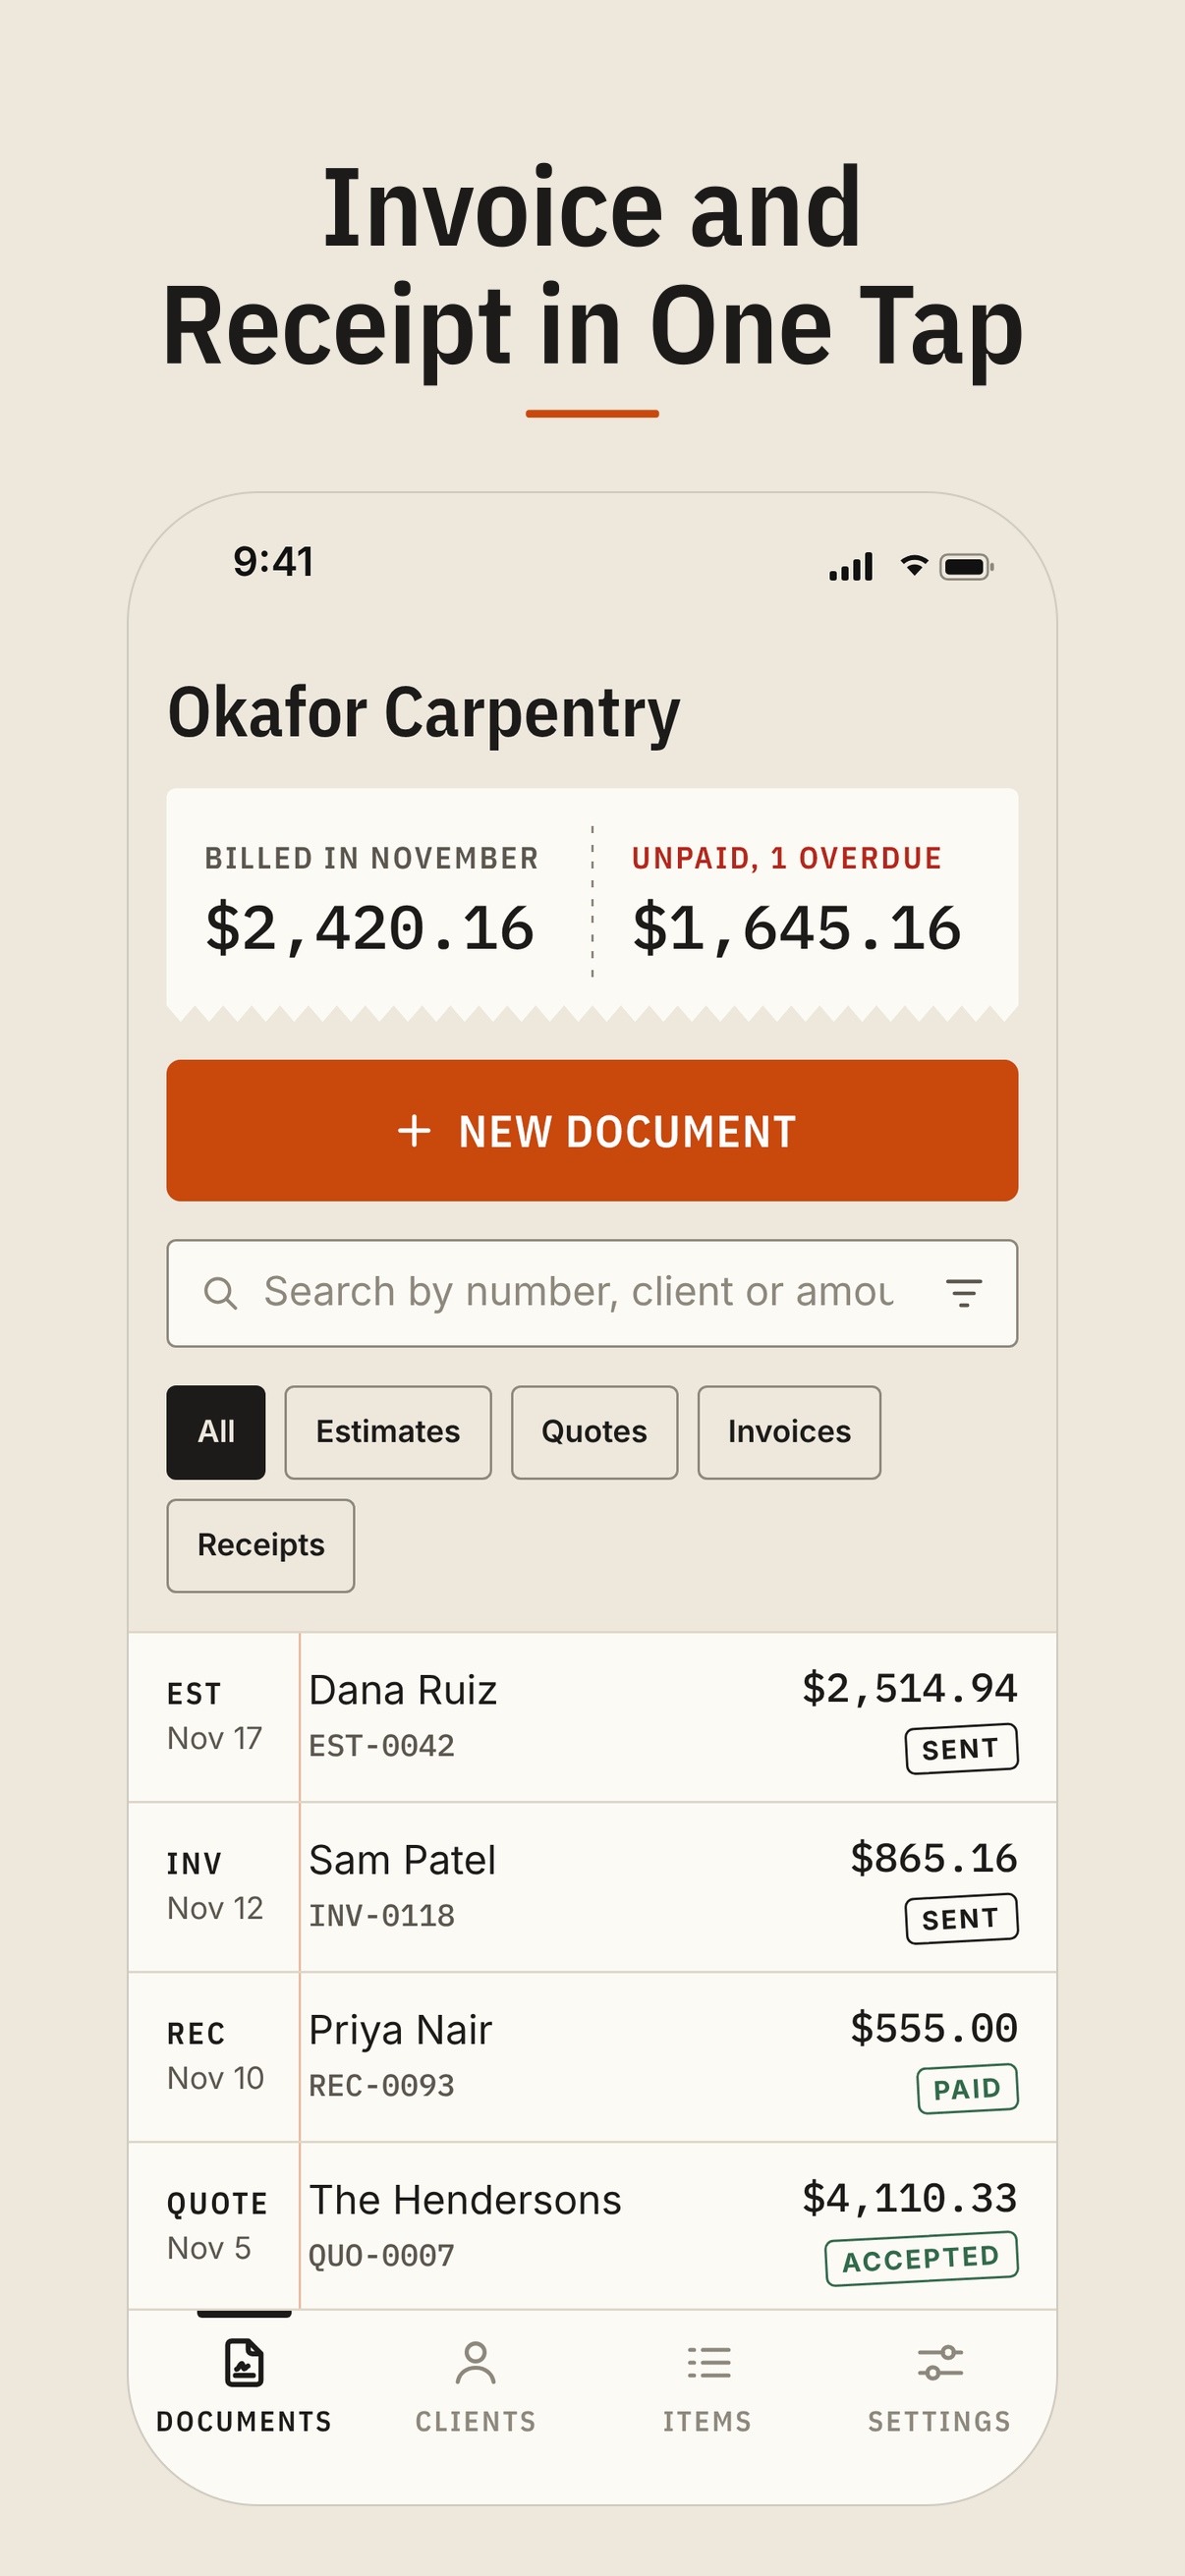 Invoice and
Receipt in One Tap
9:41
Okafor Carpentry
BILLED IN NOVEMBER
$2,420.16
UNPAID, 1 OVERDUE
$1,645.16
+ NEW DOCUMENT
Search by number, client or amou
All
Estimates
Quotes
Invoices
Receipts
EST
Nov 17
Dana Ruiz
EST-0042
$2,514.94
SENT
INV
Nov 12
Sam Patel
INV-0118
$865.16
SENT
REC
Nov 10
Priya Nair
REC-0093
$555.00
PAID
QUOTE
Nov 5
The Hendersons
QUO-0007
$4,110.33
ACCEPTED
DOCUMENTS
CLIENTS
ITEMS
SETTINGS